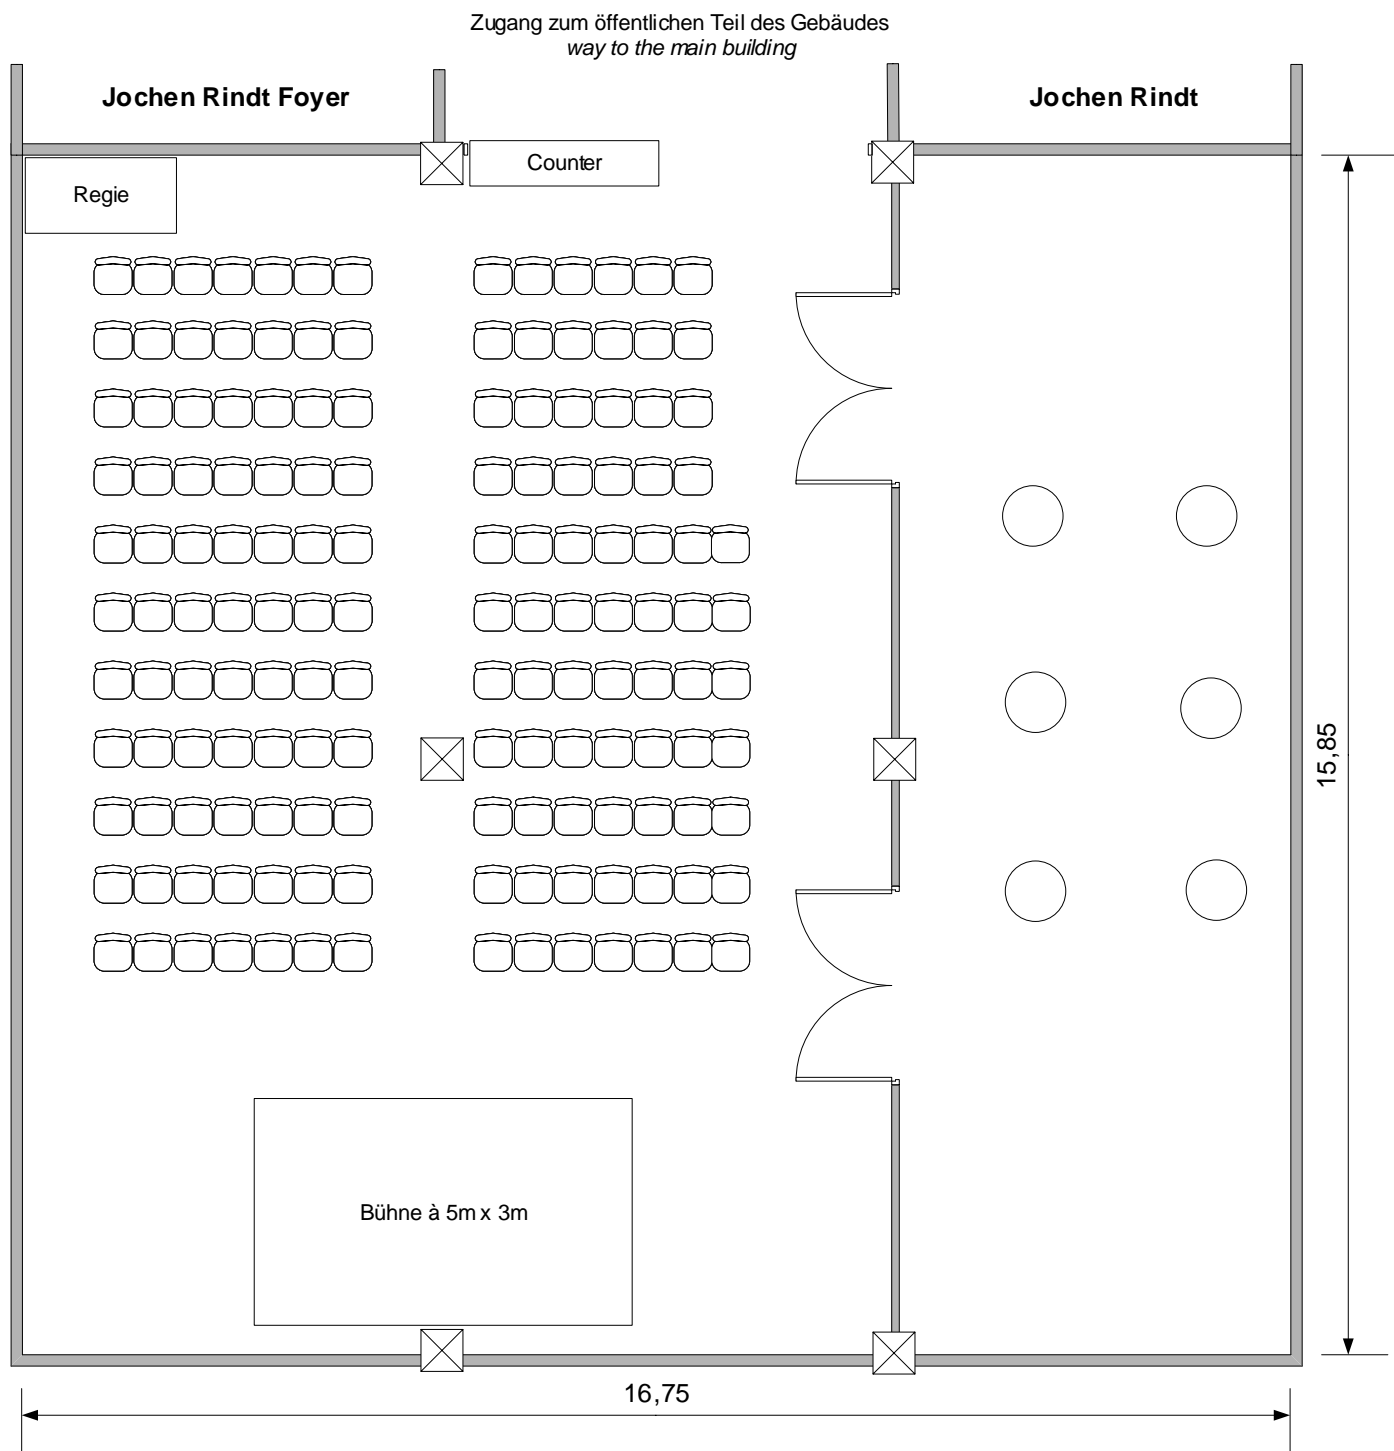 Zugang zum öffentlichen Teil des Gebäudes
way to the main building
Jochen Rindt Foyer
Jochen Rindt
Counter
Regie
15,85
Bühne à 5m x 3m
16,75